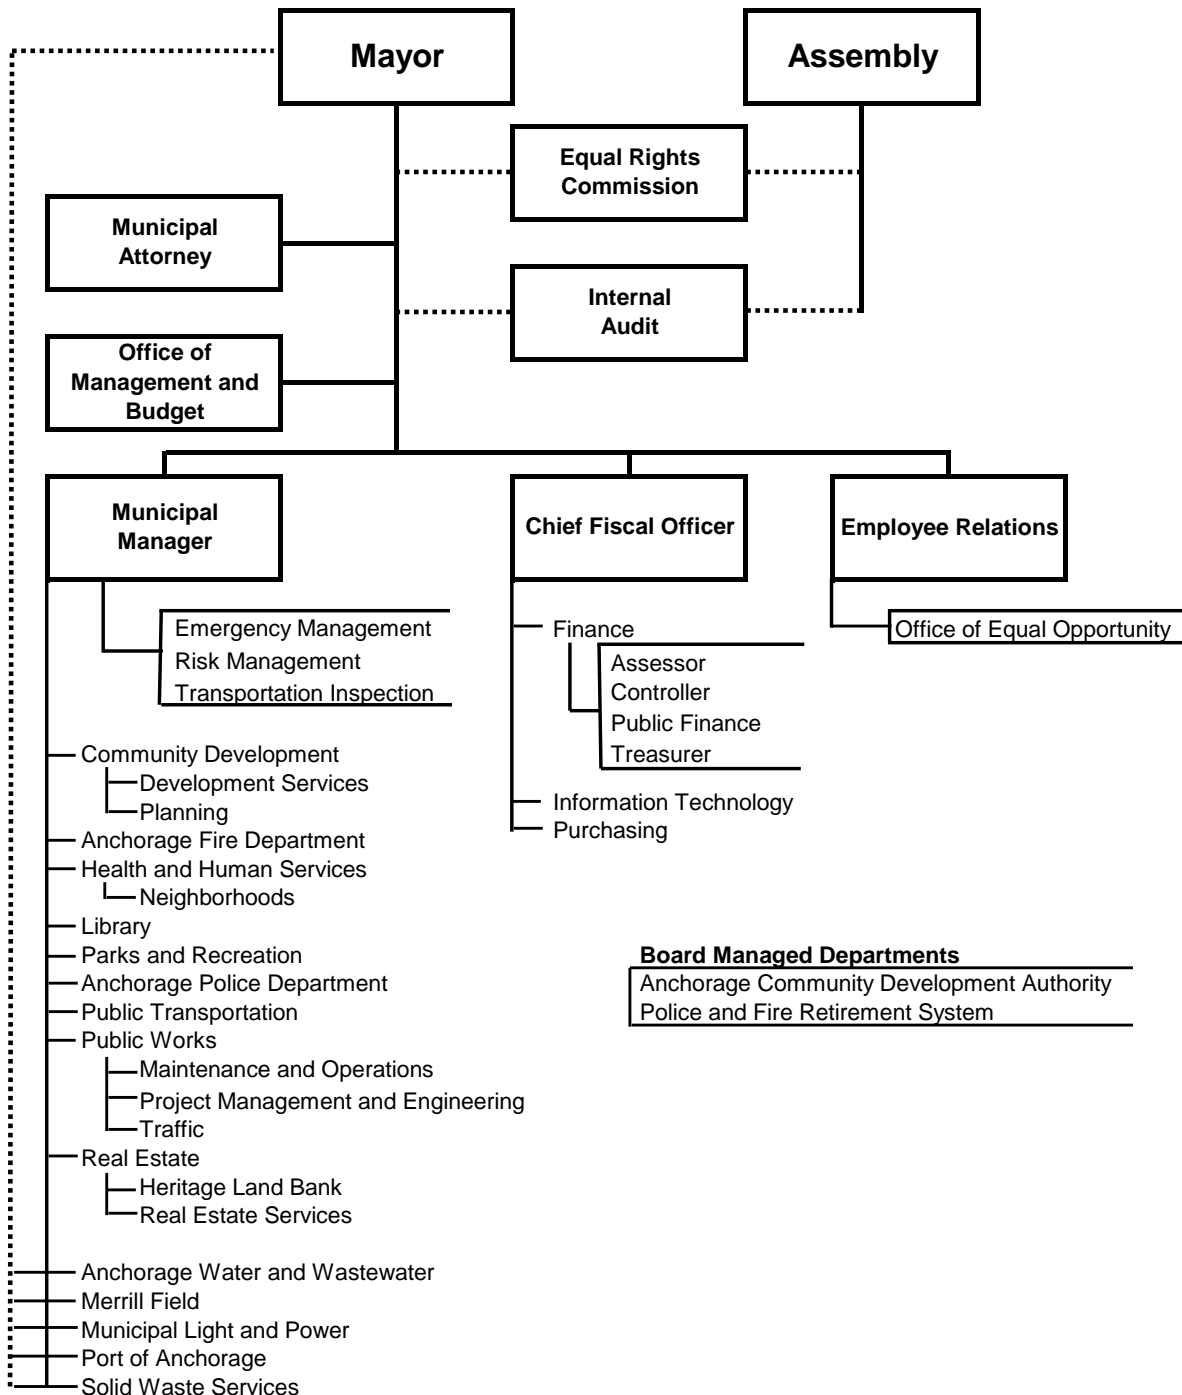 Mayor
Assembly
Equal Rights
Commission
Municipal
Attorney
Internal
Audit
Office of
Management and
Budget
Municipal
Manager
Chief Fiscal Officer
Employee Relations
Emergency Management
Risk Management
Transportation Inspection
Community Development
Development Services
Planning
Anchorage Fire Department
Health and Human Services
Neighborhoods
Library
Parks and Recreation
Anchorage Police Department
Public Transportation
Public Works
Maintenance and Operations
Project Management and Engineering
Traffic
Real Estate
Heritage Land Bank
Real Estate Services
Anchorage Water and Wastewater
Merrill Field
Municipal Light and Power
Port of Anchorage
Solid Waste Services
Finance
Assessor
Controller
Public Finance
Treasurer
Information Technology
Purchasing
Office of Equal Opportunity
Board Managed Departments
Anchorage Community Development Authority
Police and Fire Retirement System